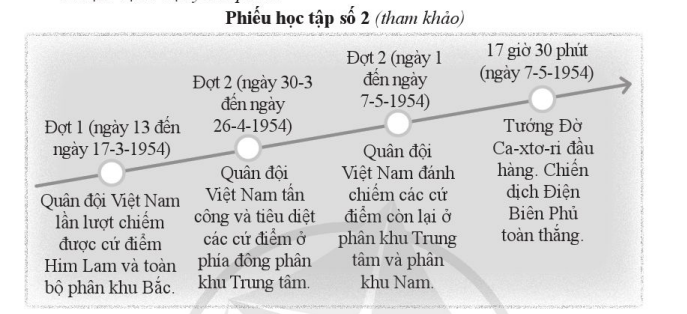 Phiếu học tập số 2 (tham khảo)
Đợt 1 (ngày 13 đến
ngày 17-3-1954)
Quân đội Việt Nam
lần lượt chiếm
được cứ điểm
Him Lam và toàn
bộ phân khu Bắc.
Đợt 2 (ngày 30-3
đến ngày
26-4-1954)
Quân đội
Việt Nam tấn
công và tiêu diệt
các cứ điểm ở
phía đông phân
khu Trung tâm.
Đợt 2 (ngày 1
đến ngày
7-5-1954)
Quân đội
Việt Nam đánh
chiếm các cứ
điểm còn lại ở
phân khu Trung
tâm và phân
khu Nam.
17 giờ 30 phút
(ngày 7-5-1954)
Tướng Đờ
Ca-xtơ-ri đầu
hàng. Chiến
dịch Điện
Biên Phủ
toàn thắng.